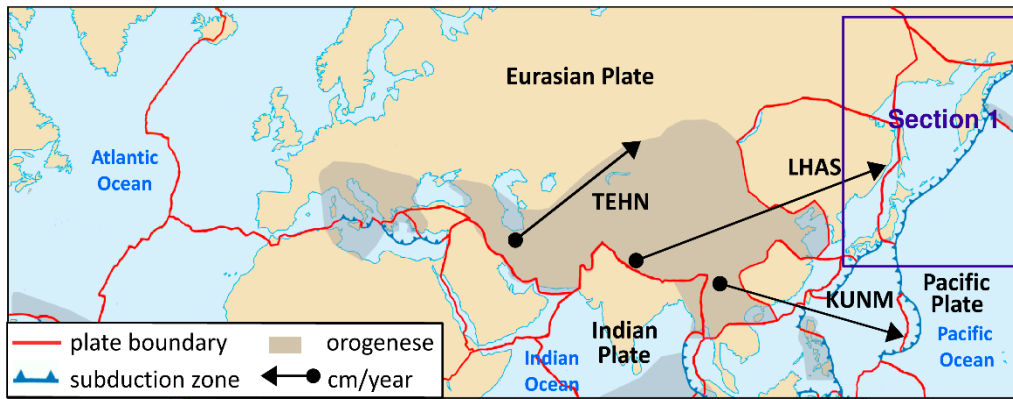 Eurasian Plate
Section 1
Atlantic
Ocean
LHAS
TEHN
KUNM
Pacific
Plate
Indian
Plate
Pacific
Ocean
Indian
Ocean
plate boundary
orogenese
subduction zone
cm/year